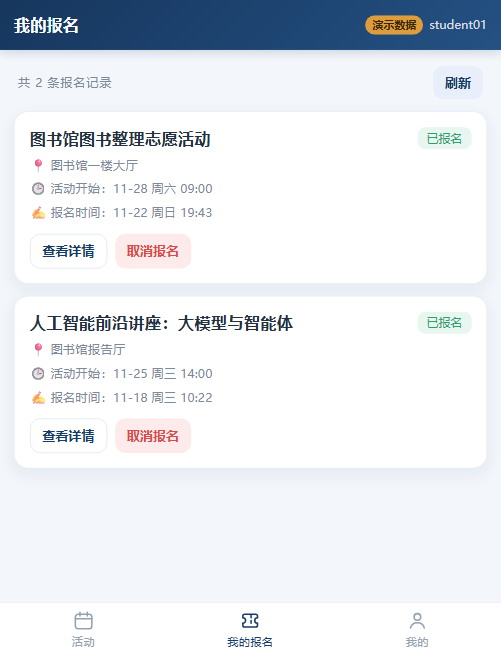 我的报名
演示数据 student01
共 2 条报名记录
刷新
图书馆图书整理志愿活动
已报名
📍 图书馆一楼大厅
🕒 活动开始：11-28 周六 09:00
✍️ 报名时间：11-22 周日 19:43
查看详情 取消报名
人工智能前沿讲座：大模型与智能体
已报名
📍 图书馆报告厅
🕒 活动开始：11-25 周三 14:00
✍️ 报名时间：11-18 周三 10:22
查看详情 取消报名
活动 我的报名 我的